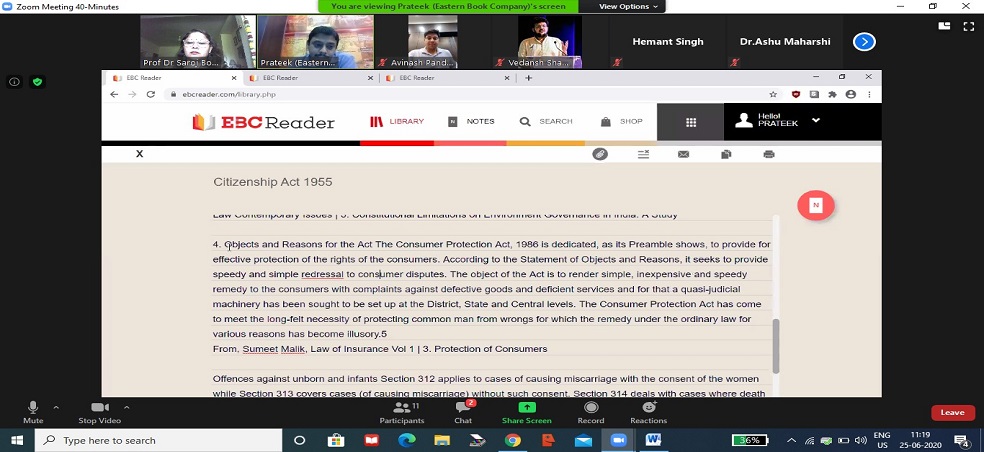 Zoom Meeting 40-Minutes
You are viewing Prateek (Eastern Book Company)'s screen
View Options
Prof Dr Saroj Bo...
Prateek (Eastern...
Avinash Pand...
Vedansh Sha...
Hemant Singh
Dr.Ashu Maharshi
EBC Reader
EBC Reader
EBC Reader
ebcreader.com/library.php
EBC Reader
LIBRARY
NOTES
SEARCH
SHOP
Hello!
PRATEEK
X
Citizenship Act 1955
N
Law Contemporary Issues | 3. Constitutional Limitations on Environment Governance in India: A Study
4. Objects and Reasons for the Act The Consumer Protection Act, 1986 is dedicated, as its Preamble shows, to provide for
effective protection of the rights of the consumers. According to the Statement of Objects and Reasons, it seeks to provide
speedy and simple redressal to consumer disputes. The object of the Act is to render simple, inexpensive and speedy
remedy to the consumers with complaints against defective goods and deficient services and for that a quasi-judicial
machinery has been sought to be set up at the District, State and Central levels. The Consumer Protection Act has come
to meet the long-felt necessity of protecting common man from wrongs for which the remedy under the ordinary law for
various reasons has become illusory.5
From, Sumeet Malik, Law of Insurance Vol 1 | 3. Protection of Consumers
Offences against unborn and infants Section 312 applies to cases of causing miscarriage with the consent of the women
while Section 313 covers cases (of causing miscarriage) without such consent. Section 314 deals with cases where death
Mute
Stop Video
11
Participants
2
Chat
Share Screen
Record
Reactions
Leave
Type here to search
36%
ENG
US
11:19
25-06-2020
4